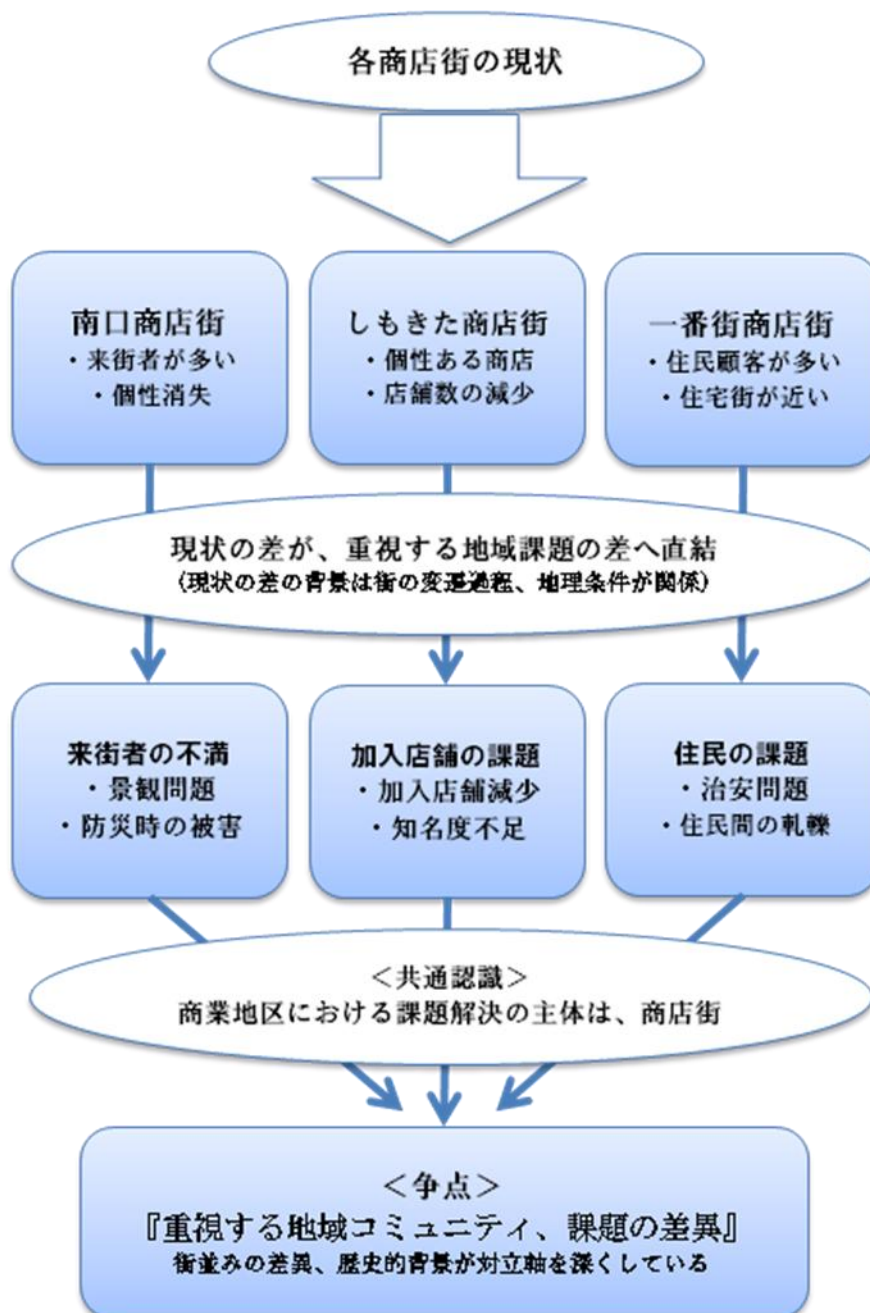 各商店街の現状
南口商店街
・来街者が多い
・個性消失
しもきた商店街
・個性ある商店
・店舗数の減少
一番街商店街
・住民顧客が多い
・住宅街が近い
現状の差が、重視する地域課題の差へ直結
(現状の差の背景は街の変遷過程、地理条件が関係)
来街者の不満
・景観問題
・防災時の被害
加入店舗の課題
・加入店舗減少
・知名度不足
住民の課題
・治安問題
・住民間の軋轢
＜共通認識＞
商業地区における課題解決の主体は、商店街
＜争点＞
『重視する地域コミュニティ、課題の差異』
街並みの差異、歴史的背景が対立軸を深くしている